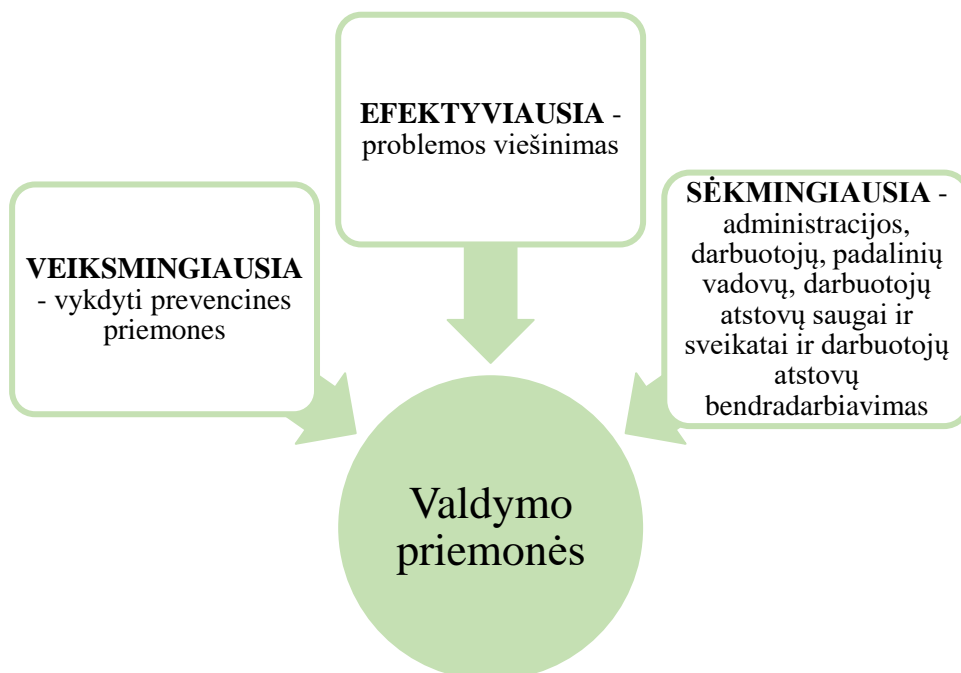 VEIKSMINGIAUSIA
- vykdyti prevencines
priemones
EFEKTYVIAUSIA -
problemos viešinimas
SĖKMINGIAUSIA -
administracijos,
darbuotojų, padalinių
vadovų, darbuotojų
atstovų saugai ir
sveikatai ir darbuotojų
atstovų
bendradarbiavimas
Valdymo
priemonės